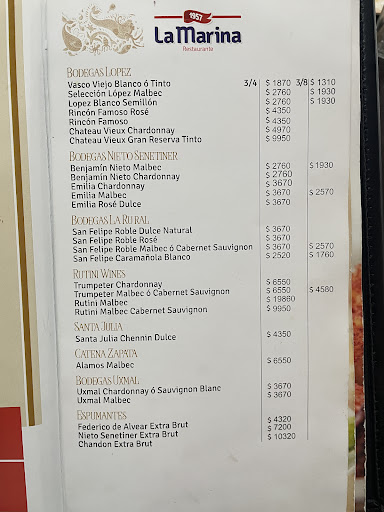 1957
La Marina
Restaurante
BODEGAS LOPEZ
Vasco Viejo Blanco ó Tinto 3/4 $ 1870 3/8 $ 1310
Selección López Malbec $ 2760 $ 1930
Lopez Blanco Semillón $ 2760 $ 1930
Rincón Famoso Rosé $ 4350
Rincón Famoso $ 4350
Chateau Vieux Chardonnay $ 4970
Chateau Vieux Gran Reserva Tinto $ 9950
BODEGAS NIETO SENETINER
Benjamín Nieto Malbec $ 2760 $ 1930
Benjamín Nieto Chardonnay $ 2760
Emilia Chardonnay $ 3670
Emilia Malbec $ 3670 $ 2570
Emilia Rosé Dulce $ 3670
BODEGAS LA RURAL
San Felipe Roble Dulce Natural $ 3670
San Felipe Roble Rosé $ 3670
San Felipe Roble Malbec ó Cabernet Sauvignon $ 3670 $ 2570
San Felipe Caramañola Blanco $ 2520 $ 1760
RUTINI WINES
Trumpeter Chardonnay $ 6550
Trumpeter Malbec ó Cabernet Sauvignon $ 6550 $ 4580
Rutini Malbec $ 19860
Rutini Malbec Cabernet Sauvignon $ 9950
SANTA JULIA
Santa Julia Chennin Dulce $ 4350
CATENA ZAPATA
Alamos Malbec $ 6550
BODEGAS UXMAL
Uxmal Chardonnay ó Sauvignon Blanc $ 3670
Uxmal Malbec $ 3670
ESPUMANTES
Federico de Alvear Extra Brut $ 4320
Nieto Senetiner Extra Brut $ 7200
Chandon Extra Brut $ 10320